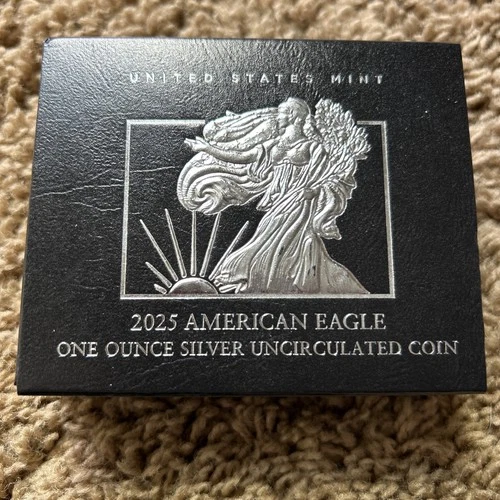 UNITED STATES MINT
2025 AMERICAN EAGLE
ONE OUNCE SILVER UNCIRCULATED COIN